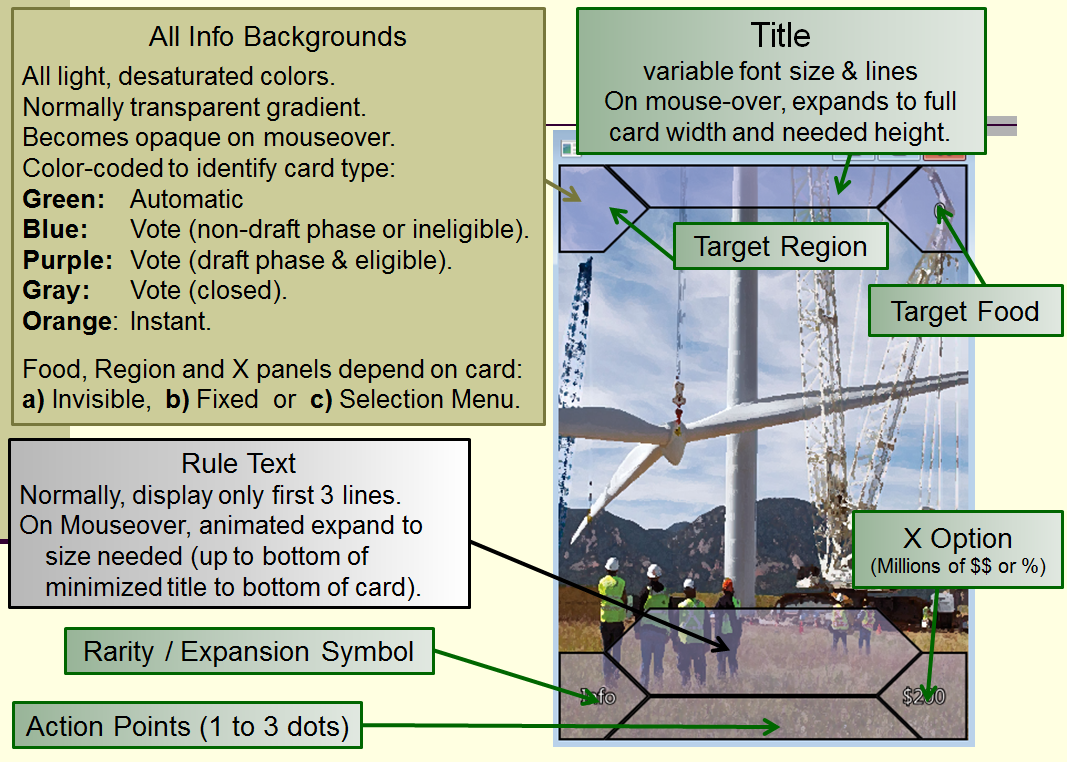 All Info Backgrounds
All light, desaturated colors.
Normally transparent gradient.
Becomes opaque on mouseover.
Color-coded to identify card type:
Green: Automatic
Blue: Vote (non-draft phase or ineligible).
Purple: Vote (draft phase & eligible).
Gray: Vote (closed).
Orange: Instant.
Food, Region and X panels depend on card:
a) Invisible, b) Fixed or c) Selection Menu.
Title
variable font size & lines
On mouse-over, expands to full
card width and needed height.
Target Region
Target Food
Rule Text
Normally, display only first 3 lines.
On Mouseover, animated expand to
size needed (up to bottom of
minimized title to bottom of card).
X Option
(Millions of $$ or %)
Rarity / Expansion Symbol
Info
$200
Action Points (1 to 3 dots)